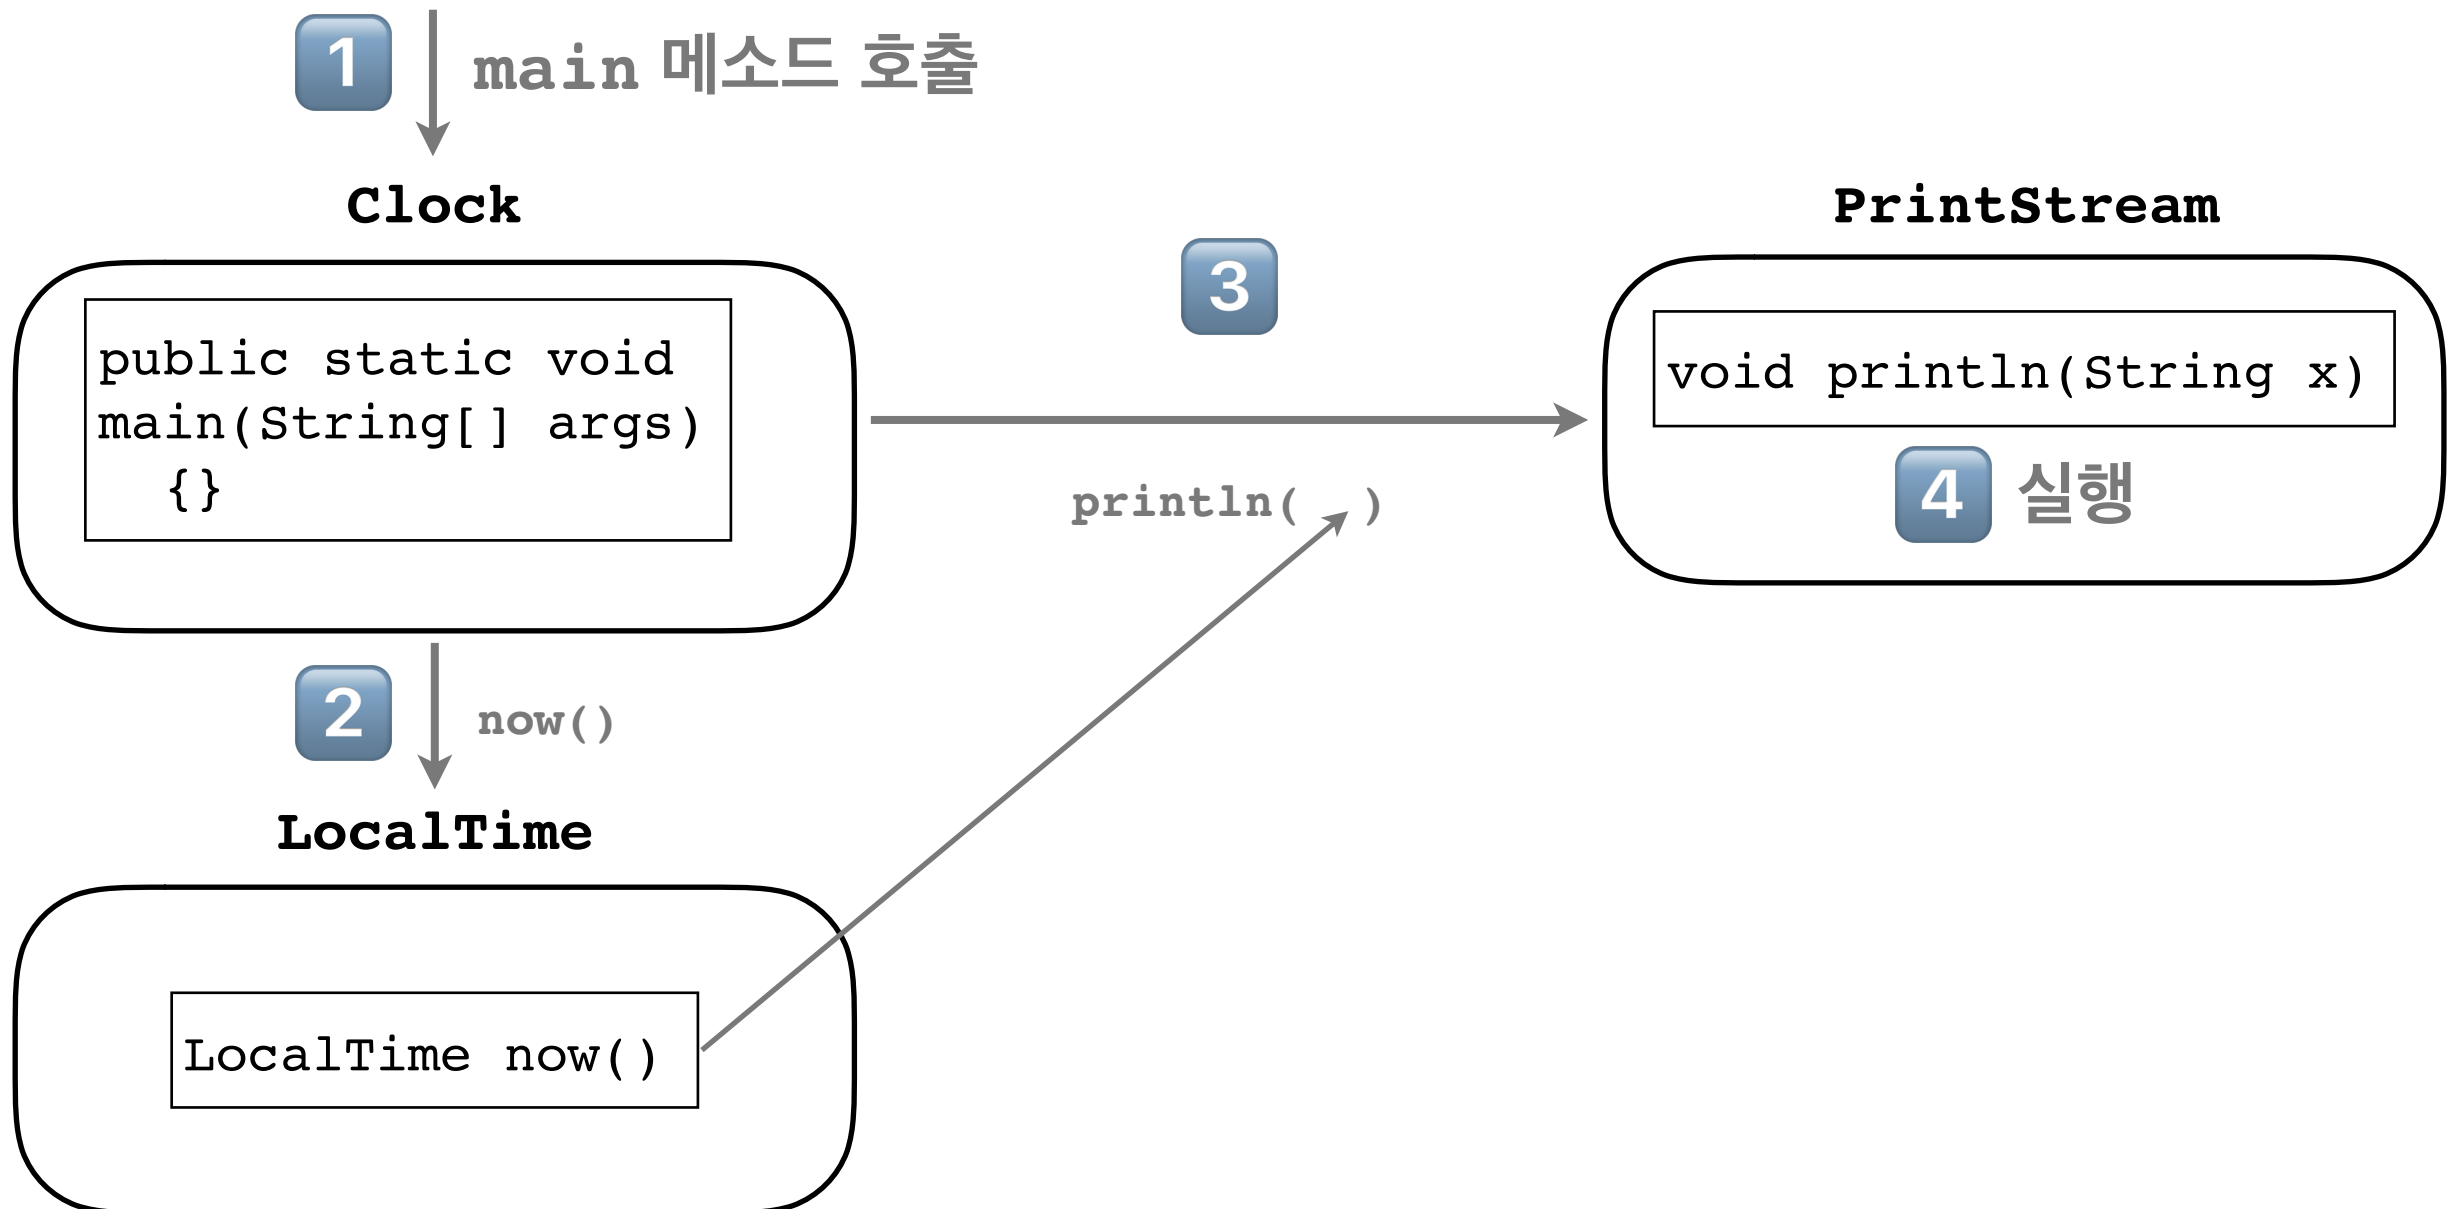 1 main 메소드 호출
Clock
public static void
main(String[] args)
{}
2 now()
LocalTime
LocalTime now()
3
println( )
PrintStream
void println(String x)
4 실행